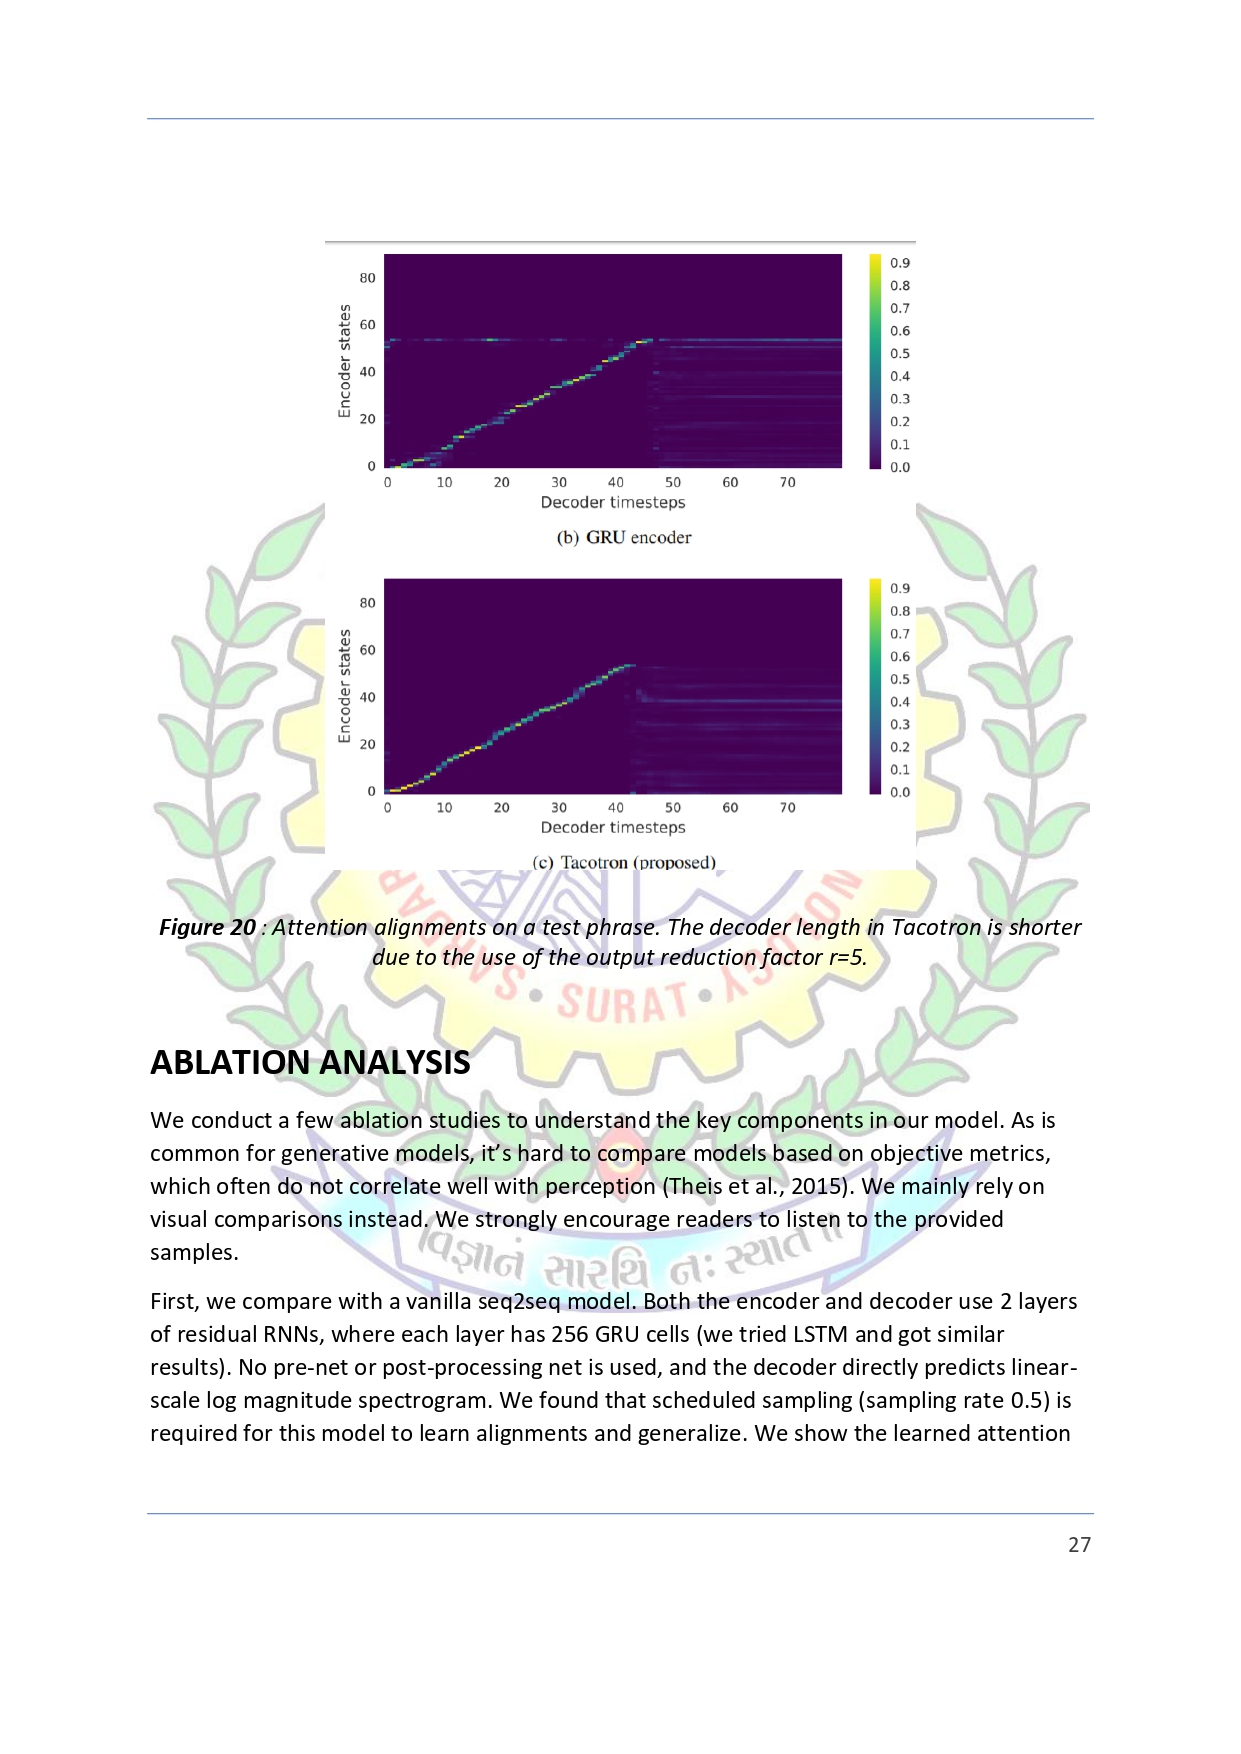 0.9
80
0.8
0.7
60
0.6
0.5
Encoder states
40
0.4
0.3
20
0.2
0.1
0
0.0
0 10 20 30 40 50 60 70
Decoder timesteps
(b) GRU encoder
0.9
80
0.8
0.7
60
0.6
0.5
Encoder states
40
0.4
0.3
20
0.2
0.1
0
0.0
0 10 20 30 40 50 60 70
Decoder timesteps
(c) Tacotron (proposed)
Figure 20 : Attention alignments on a test phrase. The decoder length in Tacotron is shorter
due to the use of the output reduction factor r=5.
SARDAR
• SURAT •
NOLOGY
ABLATION ANALYSIS
We conduct a few ablation studies to understand the key components in our model. As is
common for generative models, it’s hard to compare models based on objective metrics,
which often do not correlate well with perception (Theis et al., 2015). We mainly rely on
visual comparisons instead. We strongly encourage readers to listen to the provided
samples.
વિજ્ઞાનં સારથિ નઃ સ્યાત ॥
First, we compare with a vanilla seq2seq model. Both the encoder and decoder use 2 layers
of residual RNNs, where each layer has 256 GRU cells (we tried LSTM and got similar
results). No pre-net or post-processing net is used, and the decoder directly predicts linear-
scale log magnitude spectrogram. We found that scheduled sampling (sampling rate 0.5) is
required for this model to learn alignments and generalize. We show the learned attention
27